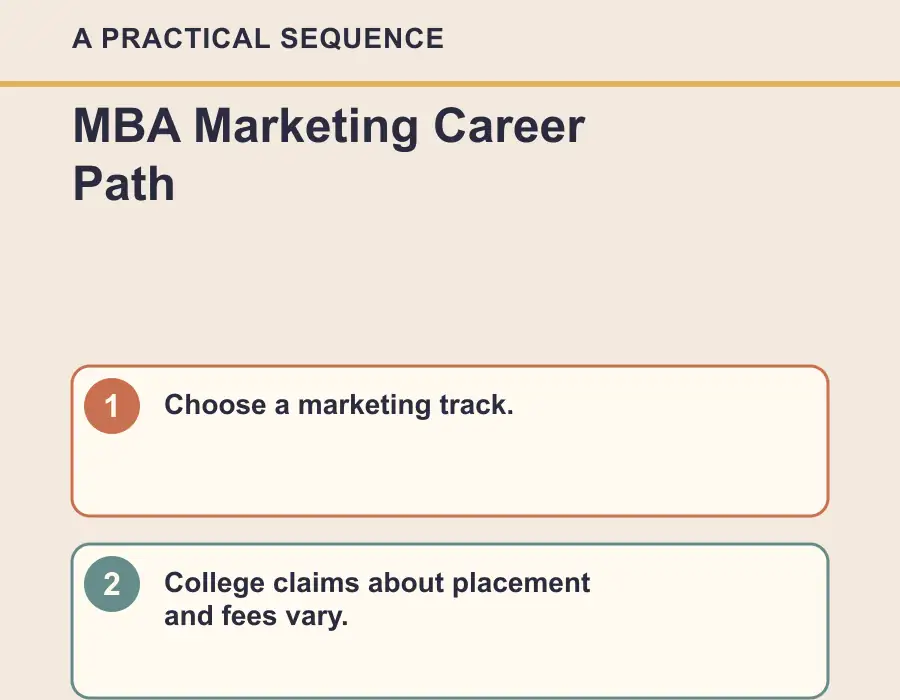 A PRACTICAL SEQUENCE
MBA Marketing Career
Path
1
Choose a marketing track.
2
College claims about placement
and fees vary.